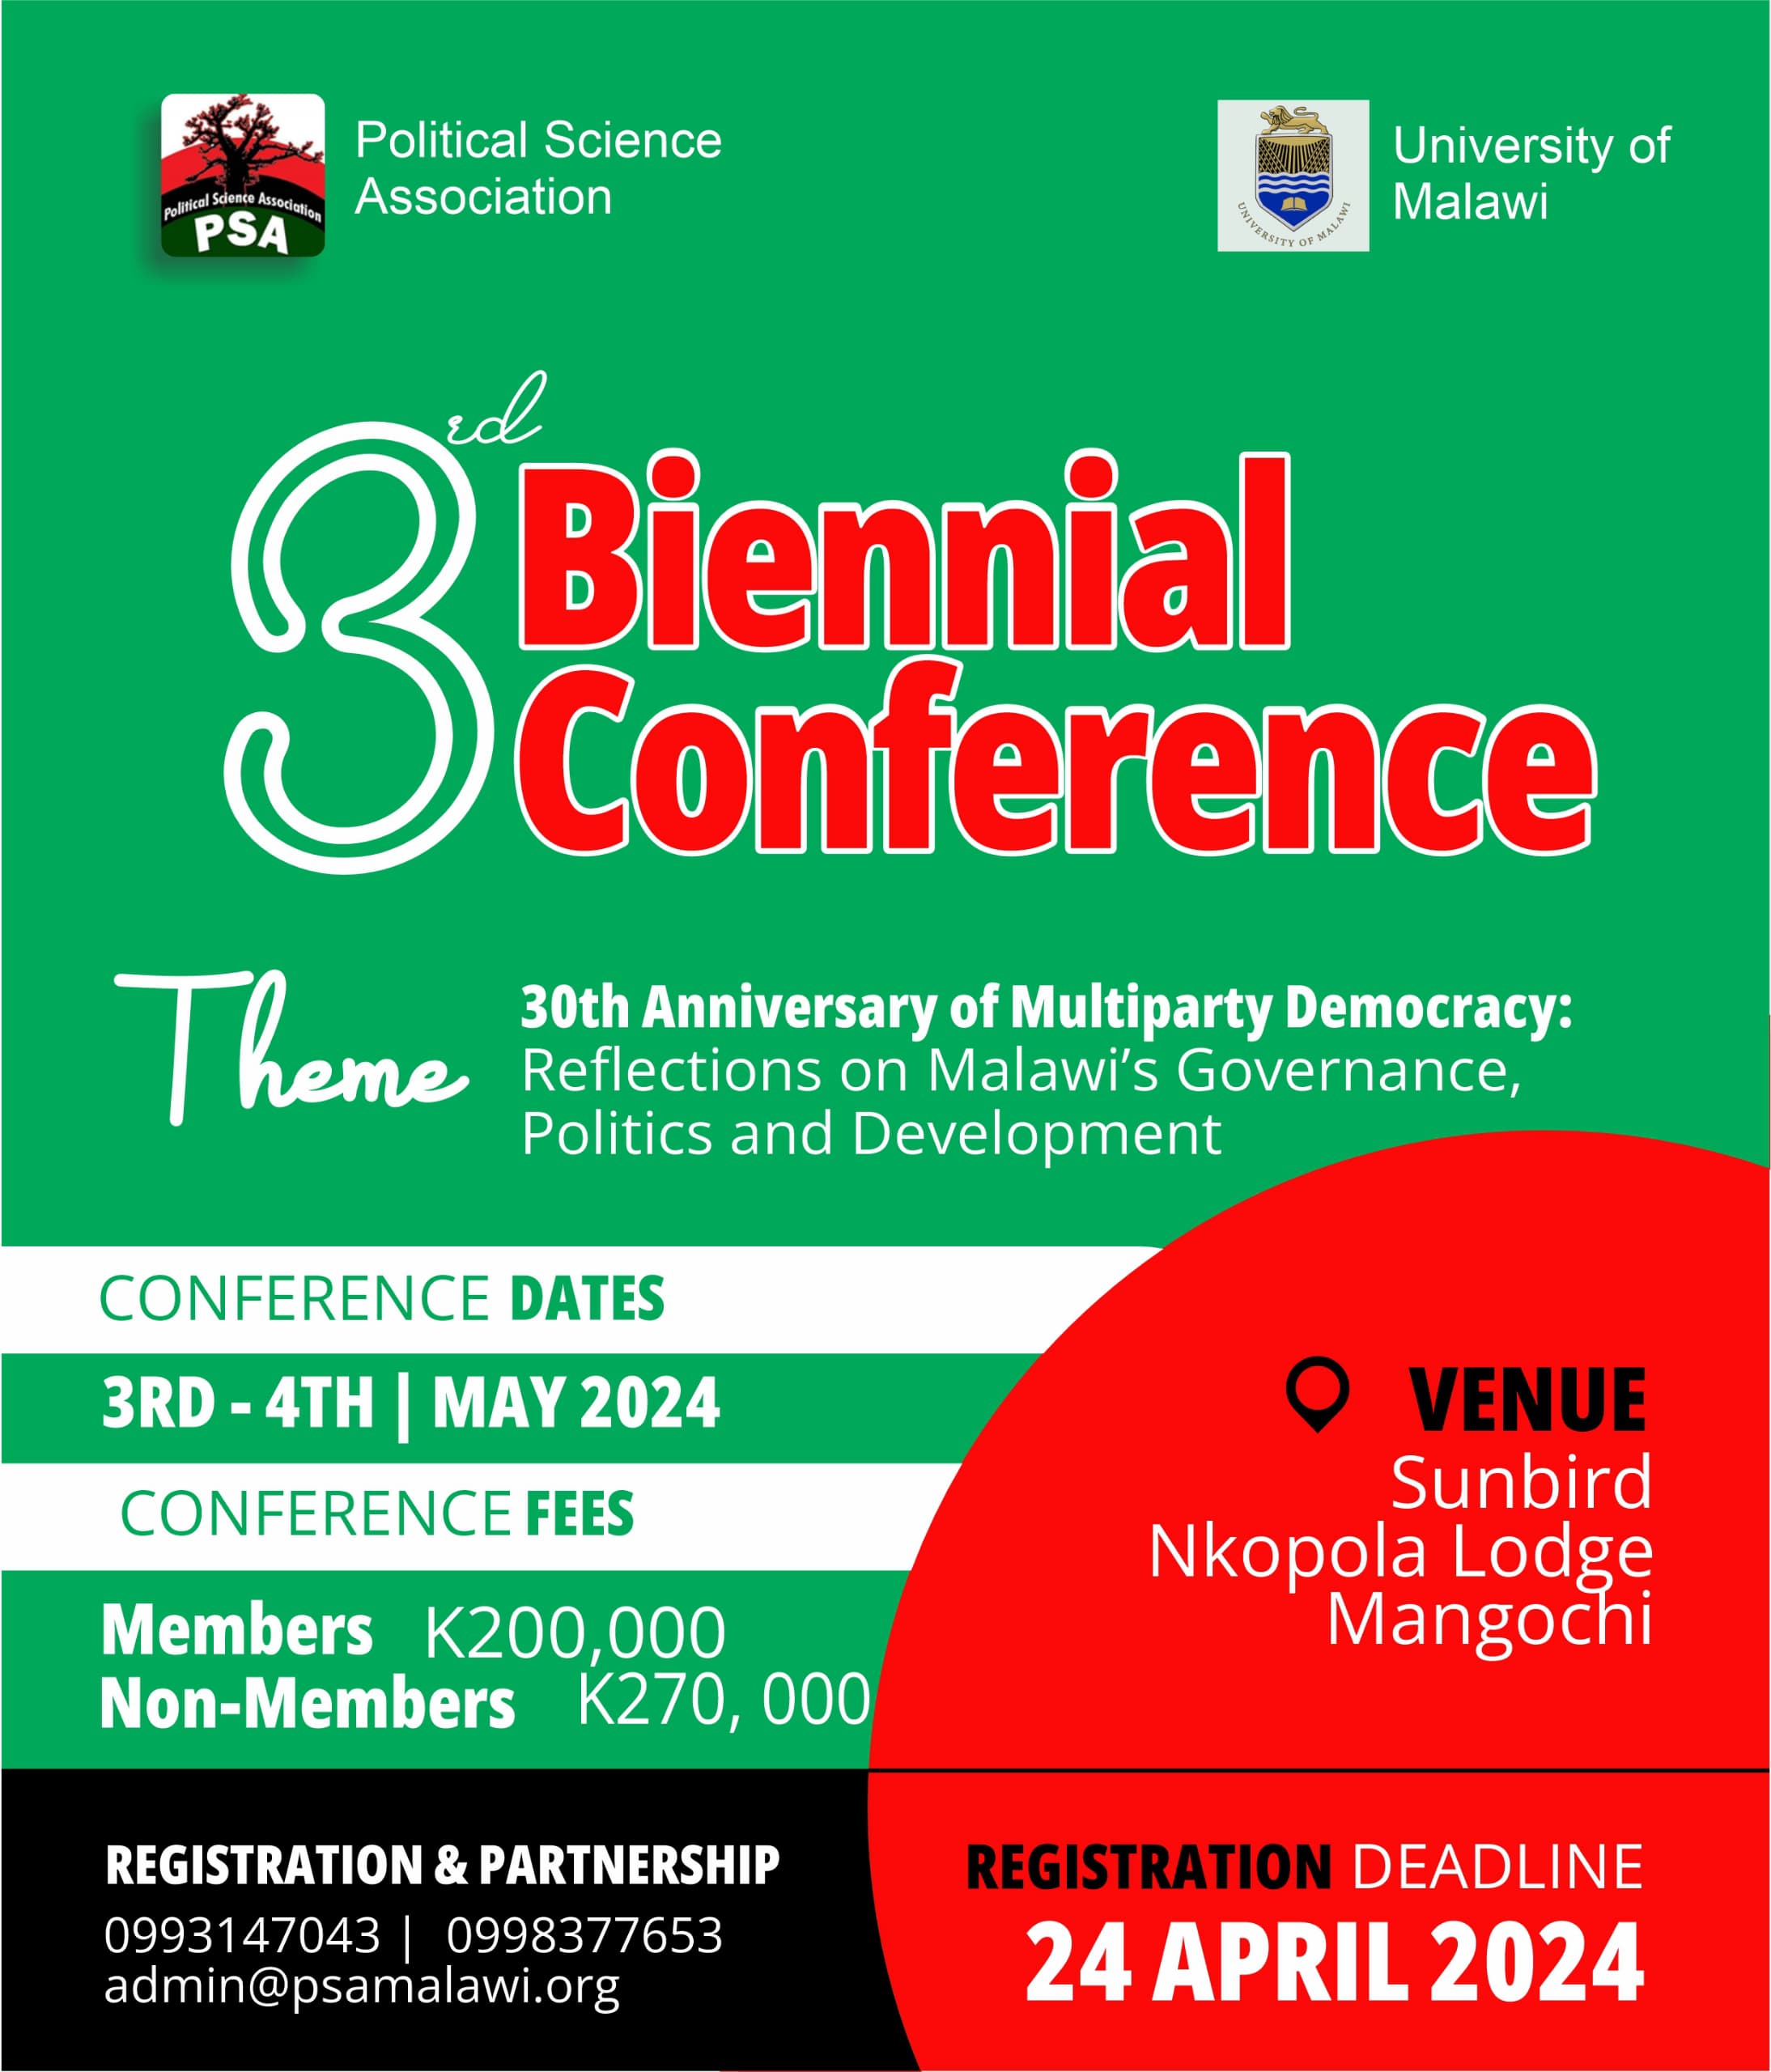 Political Science Association
PSA
Political Science
Association
UNIVERSITY OF MALAWI
University of
Malawi
3rd
Biennial
Conference
Theme
30th Anniversary of Multiparty Democracy:
Reflections on Malawi’s Governance,
Politics and Development
CONFERENCE DATES
3RD - 4TH | MAY 2024
CONFERENCE FEES
Members K200,000
Non-Members K270, 000
VENUE
Sunbird
Nkopola Lodge
Mangochi
REGISTRATION & PARTNERSHIP
0993147043 | 0998377653
admin@psamalawi.org
REGISTRATION DEADLINE
24 APRIL 2024